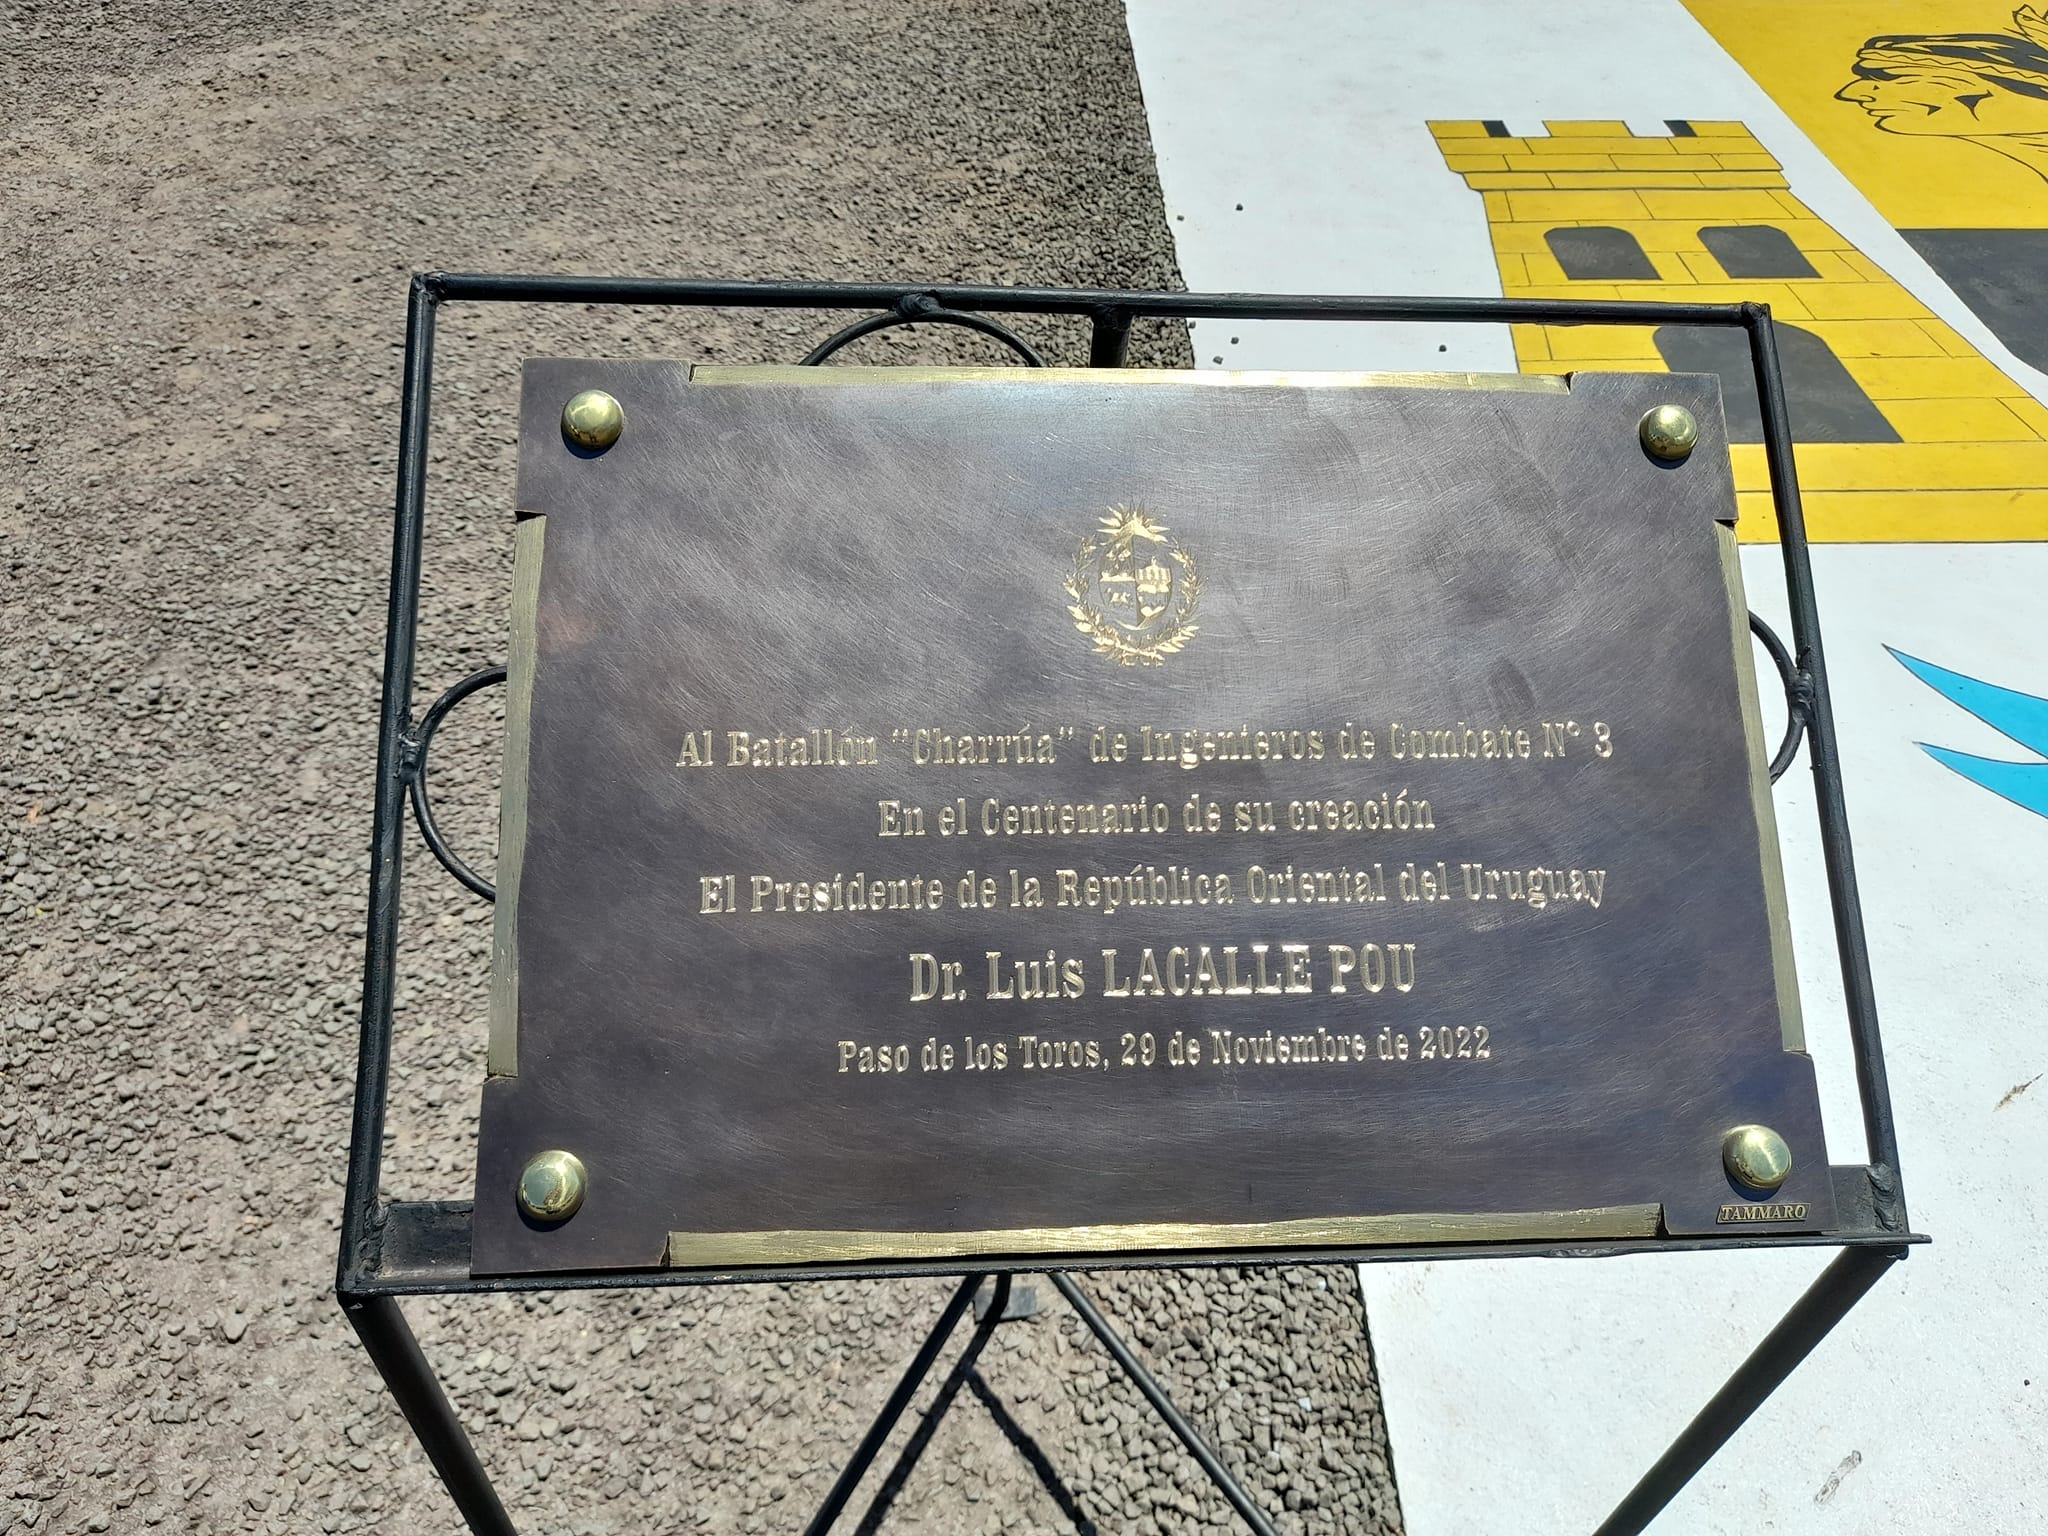 Al Batallón "Charrúa" de Ingenieros de Combate N° 3
En el Centenario de su creación
El Presidente de la República Oriental del Uruguay
Dr. Luis LACALLE POU
Paso de los Toros, 29 de Noviembre de 2022
TAMMARO